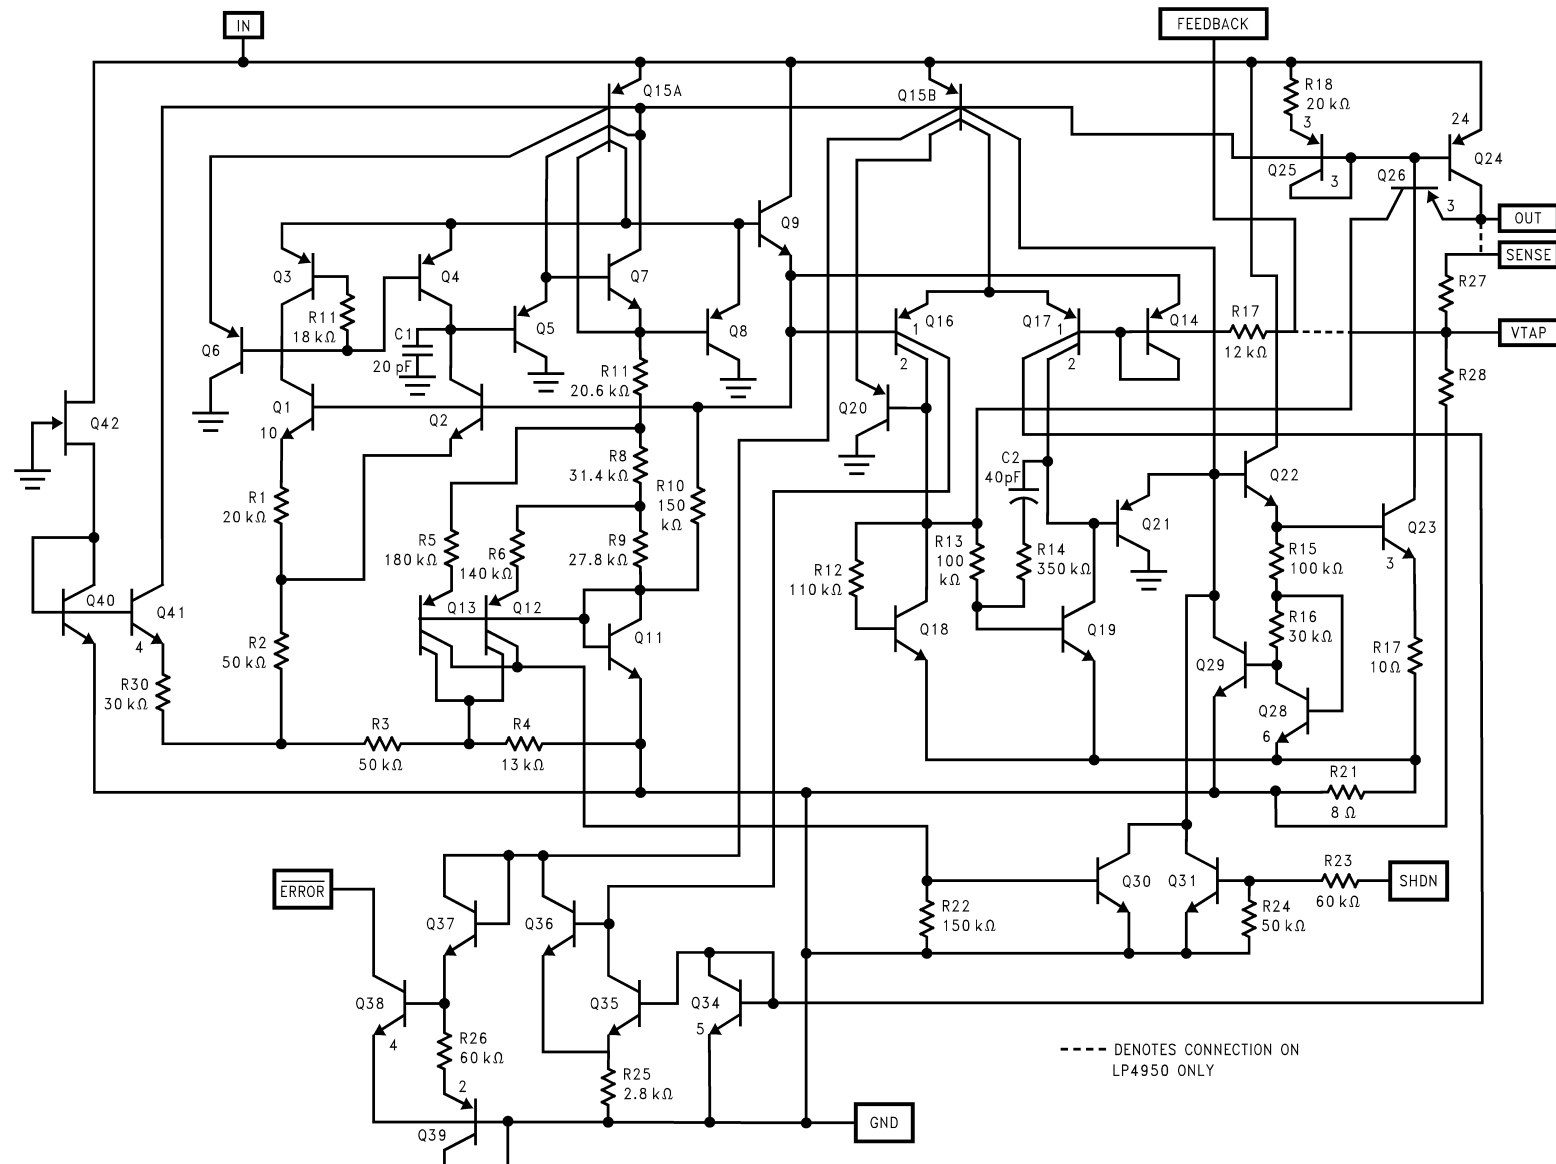 IN
FEEDBACK
Q15A
Q15B
R18
20 kΩ
3
Q25
3
24
Q24
Q26
3
OUT
SENSE
Q9
Q3
Q4
Q7
R11
18 kΩ
C1
20 pF
Q5
Q6
Q8
Q16
1
2
Q17
1
2
Q14
R17
12 kΩ
R27
VTAP
R28
R11
20.6 kΩ
Q42
Q1
10
Q2
Q20
R8
31.4 kΩ
R10
150
kΩ
C2
40pF
Q22
Q21
Q23
3
R1
20 kΩ
R5
180 kΩ
R6
140 kΩ
R9
27.8 kΩ
R12
110 kΩ
R13
100
kΩ
R14
350 kΩ
R15
100 kΩ
Q40
Q41
4
Q13
Q12
Q11
Q18
Q19
R16
30 kΩ
R2
50 kΩ
R30
30 kΩ
Q29
Q28
6
R17
10Ω
R3
50 kΩ
R4
13 kΩ
R21
8 Ω
ERROR
Q37
Q36
R22
150 kΩ
Q30
Q31
R23
60 kΩ
SHDN
R24
50 kΩ
Q38
4
Q35
Q34
5
R26
60 kΩ
2
R25
2.8 kΩ
Q39
GND
DENOTES CONNECTION ON
LP4950 ONLY